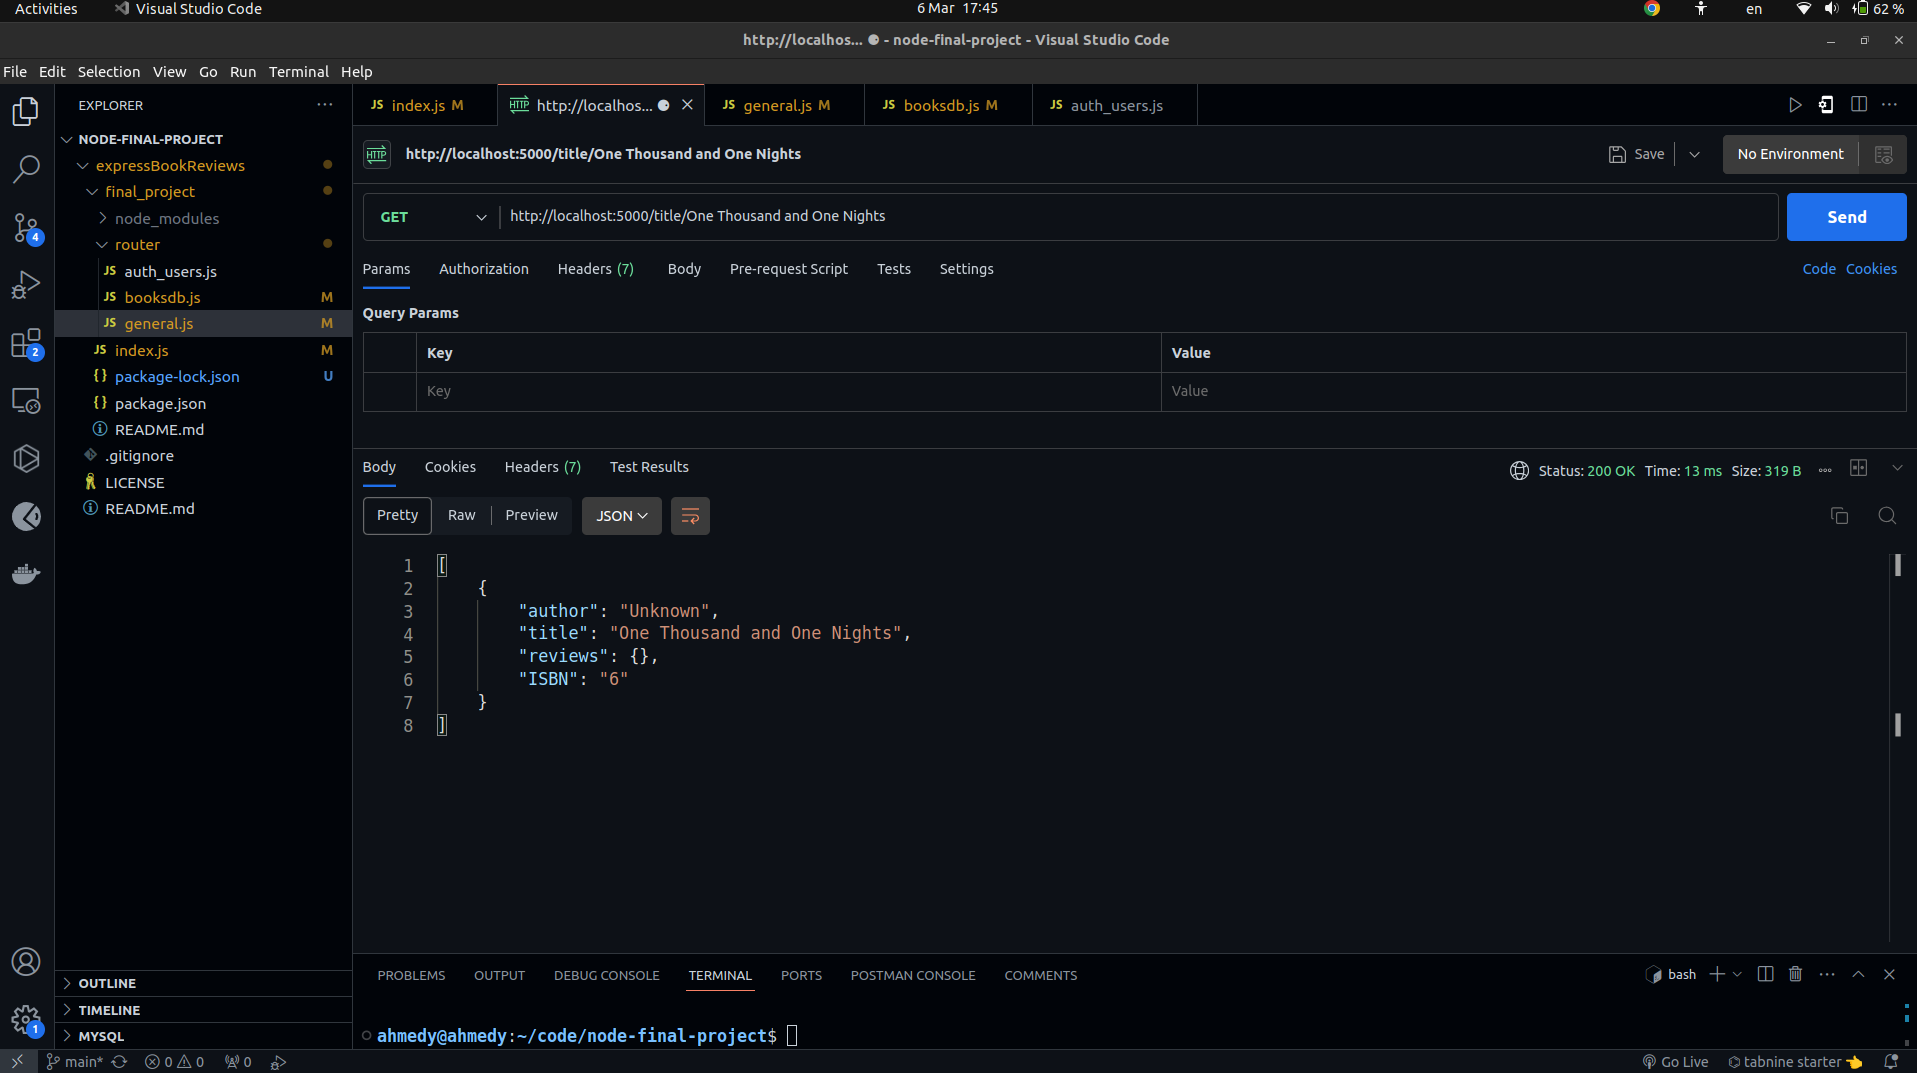 Activities Visual Studio Code 6 Mar 17:45 en 62 %
http://localhos... ● - node-final-project - Visual Studio Code
File Edit Selection View Go Run Terminal Help
EXPLORER
NODE-FINAL-PROJECT
expressBookReviews
final_project
node_modules
router
JS auth_users.js
JS booksdb.js M
JS general.js M
JS index.js M
{} package-lock.json U
{} package.json
README.md
.gitignore
LICENSE
README.md
OUTLINE
TIMELINE
MYSQL
4
2
1
JS index.js M HTTP http://localhos... ● JS general.js M JS booksdb.js M JS auth_users.js
HTTP http://localhost:5000/title/One Thousand and One Nights Save No Environment
GET http://localhost:5000/title/One Thousand and One Nights Send
Params Authorization Headers (7) Body Pre-request Script Tests Settings Code Cookies
Query Params
Key Value
Key Value
Body Cookies Headers (7) Test Results Status: 200 OK Time: 13 ms Size: 319 B
Pretty Raw Preview JSON
1 [
2 {
3 "author": "Unknown",
4 "title": "One Thousand and One Nights",
5 "reviews": {},
6 "ISBN": "6"
7 }
8 ]
PROBLEMS OUTPUT DEBUG CONSOLE TERMINAL PORTS POSTMAN CONSOLE COMMENTS bash
ahmedy@ahmedy:~/code/node-final-project$
main* 0 0 0 Go Live tabnine starter 👈